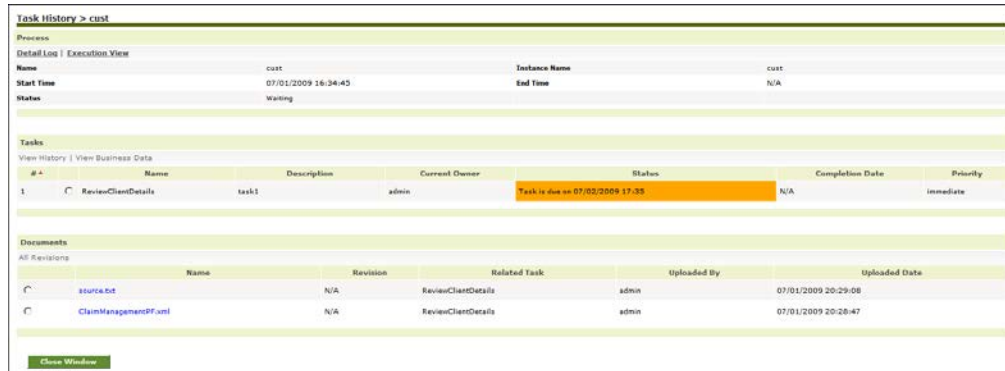 Task History > cust
Process
Detail Log | Execution View
Name cust Instance Name cust
Start Time 07/01/2009 16:34:45 End Time N/A
Status Waiting
Tasks
View History | View Business Data
# Name Description Current Owner Status Completion Date Priority
1 ReviewClientDetails task1 admin Task is due on 07/02/2009 17:35 N/A immediate
Documents
All Revisions
Name Revision Related Task Uploaded By Uploaded Date
source.txt N/A ReviewClientDetails admin 07/01/2009 20:29:08
ClaimManagementPF.xml N/A ReviewClientDetails admin 07/01/2009 20:28:47
Close Window